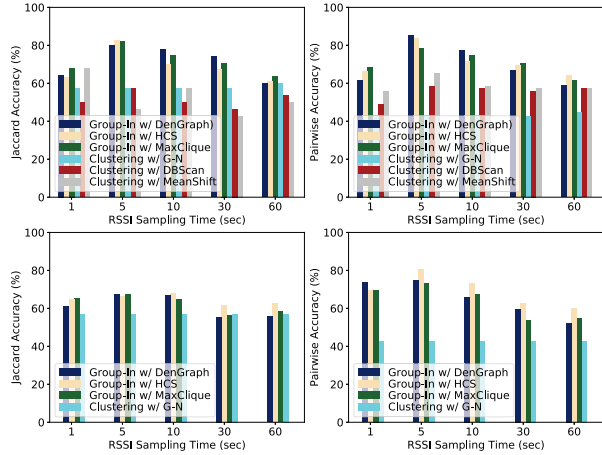 Jaccard Accuracy (%)
100
80
60
40
20
0
Group-In w/ DenGraph)
Group-In w/ HCS
Group-In w/ MaxClique
Clustering w/ G-N
Clustering w/ DBScan
Clustering w/ MeanShift
1 5 10 30 60
RSSI Sampling Time (sec)
Pairwise Accuracy (%)
100
80
60
40
20
0
Group-In w/ DenGraph)
Group-In w/ HCS
Group-In w/ MaxClique
Clustering w/ G-N
Clustering w/ DBScan
Clustering w/ MeanShift
1 5 10 30 60
RSSI Sampling Time (sec)
Jaccard Accuracy (%)
100
80
60
40
20
0
Group-In w/ DenGraph
Group-In w/ HCS
Group-In w/ MaxClique
Clustering w/ G-N
1 5 10 30 60
RSSI Sampling Time (sec)
Pairwise Accuracy (%)
100
80
60
40
20
0
Group-In w/ DenGraph
Group-In w/ HCS
Group-In w/ MaxClique
Clustering w/ G-N
1 5 10 30 60
RSSI Sampling Time (sec)